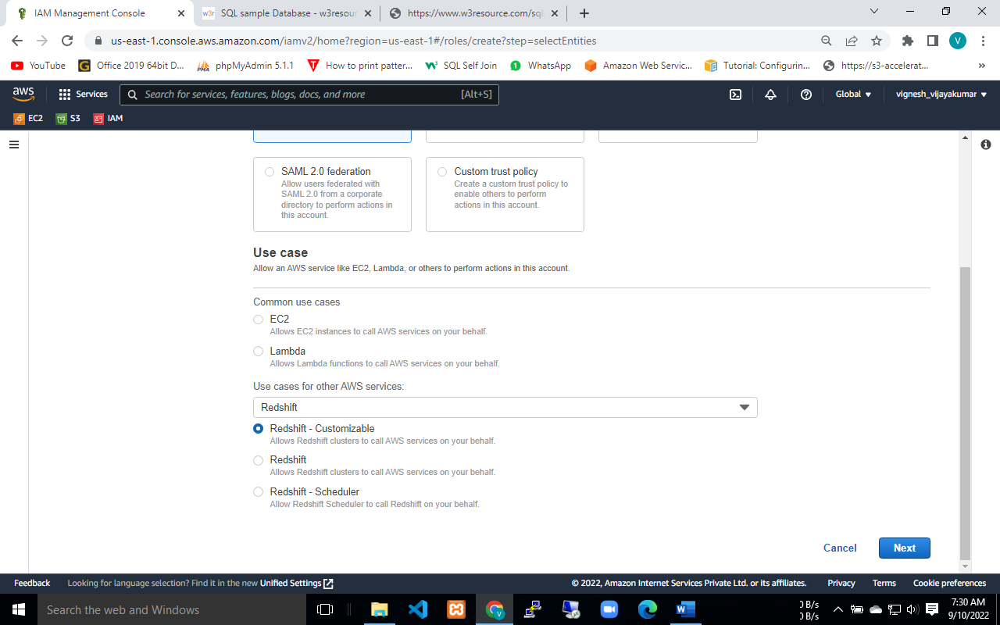 IAM Management Console
w3r SQL sample Database - w3resour
https://www.w3resource.com/sql
us-east-1.console.aws.amazon.com/iamv2/home?region=us-east-1#/roles/create?step=selectEntities
V
YouTube
Office 2019 64bit D...
phpMyAdmin 5.1.1
How to print patter...
SQL Self Join
WhatsApp
Amazon Web Servic...
Tutorial: Configurin...
https://s3-accelerat...
»
aws
Services
Search for services, features, blogs, docs, and more [Alt+S]
Global
vignesh_vijayakumar
EC2
S3
IAM
SAML 2.0 federation
Allow users federated with
SAML 2.0 from a corporate
directory to perform actions in
this account.
Custom trust policy
Create a custom trust policy to
enable others to perform
actions in this account.
Use case
Allow an AWS service like EC2, Lambda, or others to perform actions in this account.
Common use cases
EC2
Allows EC2 instances to call AWS services on your behalf.
Lambda
Allows Lambda functions to call AWS services on your behalf.
Use cases for other AWS services:
Redshift
Redshift - Customizable
Allows Redshift clusters to call AWS services on your behalf.
Redshift
Allows Redshift clusters to call AWS services on your behalf.
Redshift - Scheduler
Allow Redshift Scheduler to call Redshift on your behalf.
Cancel
Next
Feedback
Looking for language selection? Find it in the new Unified Settings
© 2022, Amazon Internet Services Private Ltd. or its affiliates.
Privacy
Terms
Cookie preferences
Search the web and Windows
B/s
B/s
7:30 AM
9/10/2022